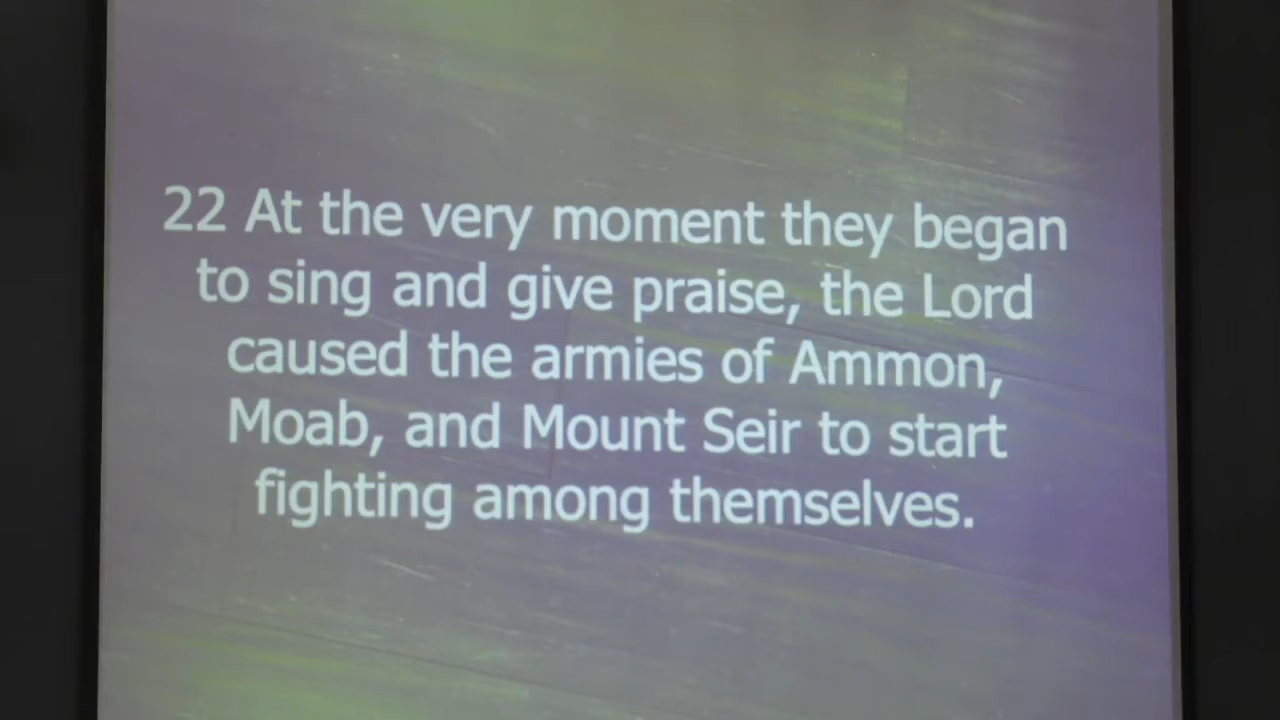 22 At the very moment they began
to sing and give praise, the Lord
caused the armies of Ammon,
Moab, and Mount Seir to start
fighting among themselves.